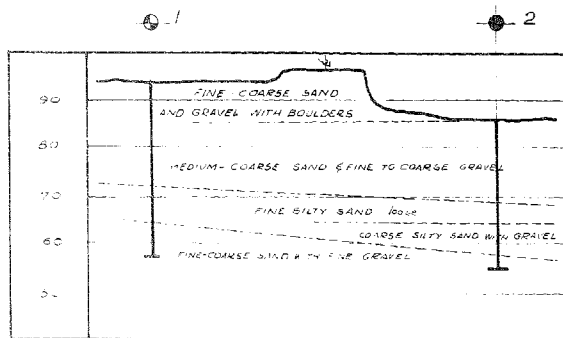 1
2
FINE-COARSE SAND
90
AND GRAVEL WITH BOULDERS
80
MEDIUM-COARSE SAND & FINE TO COARSE GRAVEL
70
FINE SILTY SAND loose
COARSE SILTY SAND WITH GRAVEL
60
FINE-COARSE SAND WITH FINE GRAVEL